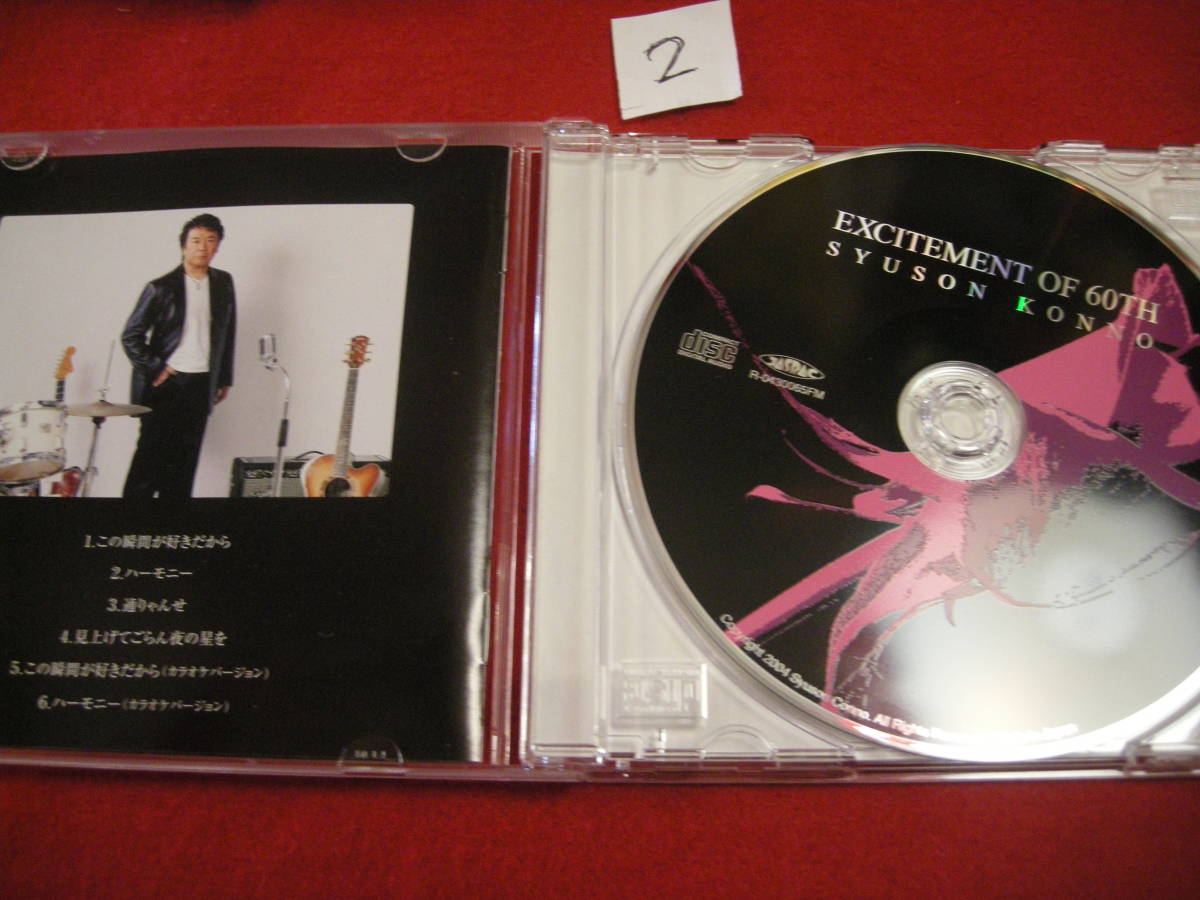 2
1.この瞬間が好きだから
2.ハーモニー
3.通りゃんせ
4.見上げてごらん夜の星を
5.この瞬間が好きだから(カラオケバージョン)
6.ハーモニー(カラオケバージョン)
EXCITEMENT OF 60TH
SYUSON KONNO
disc
JASRAC
R-0430065FM
Copyright 2004 Syuson Conno. All Rights